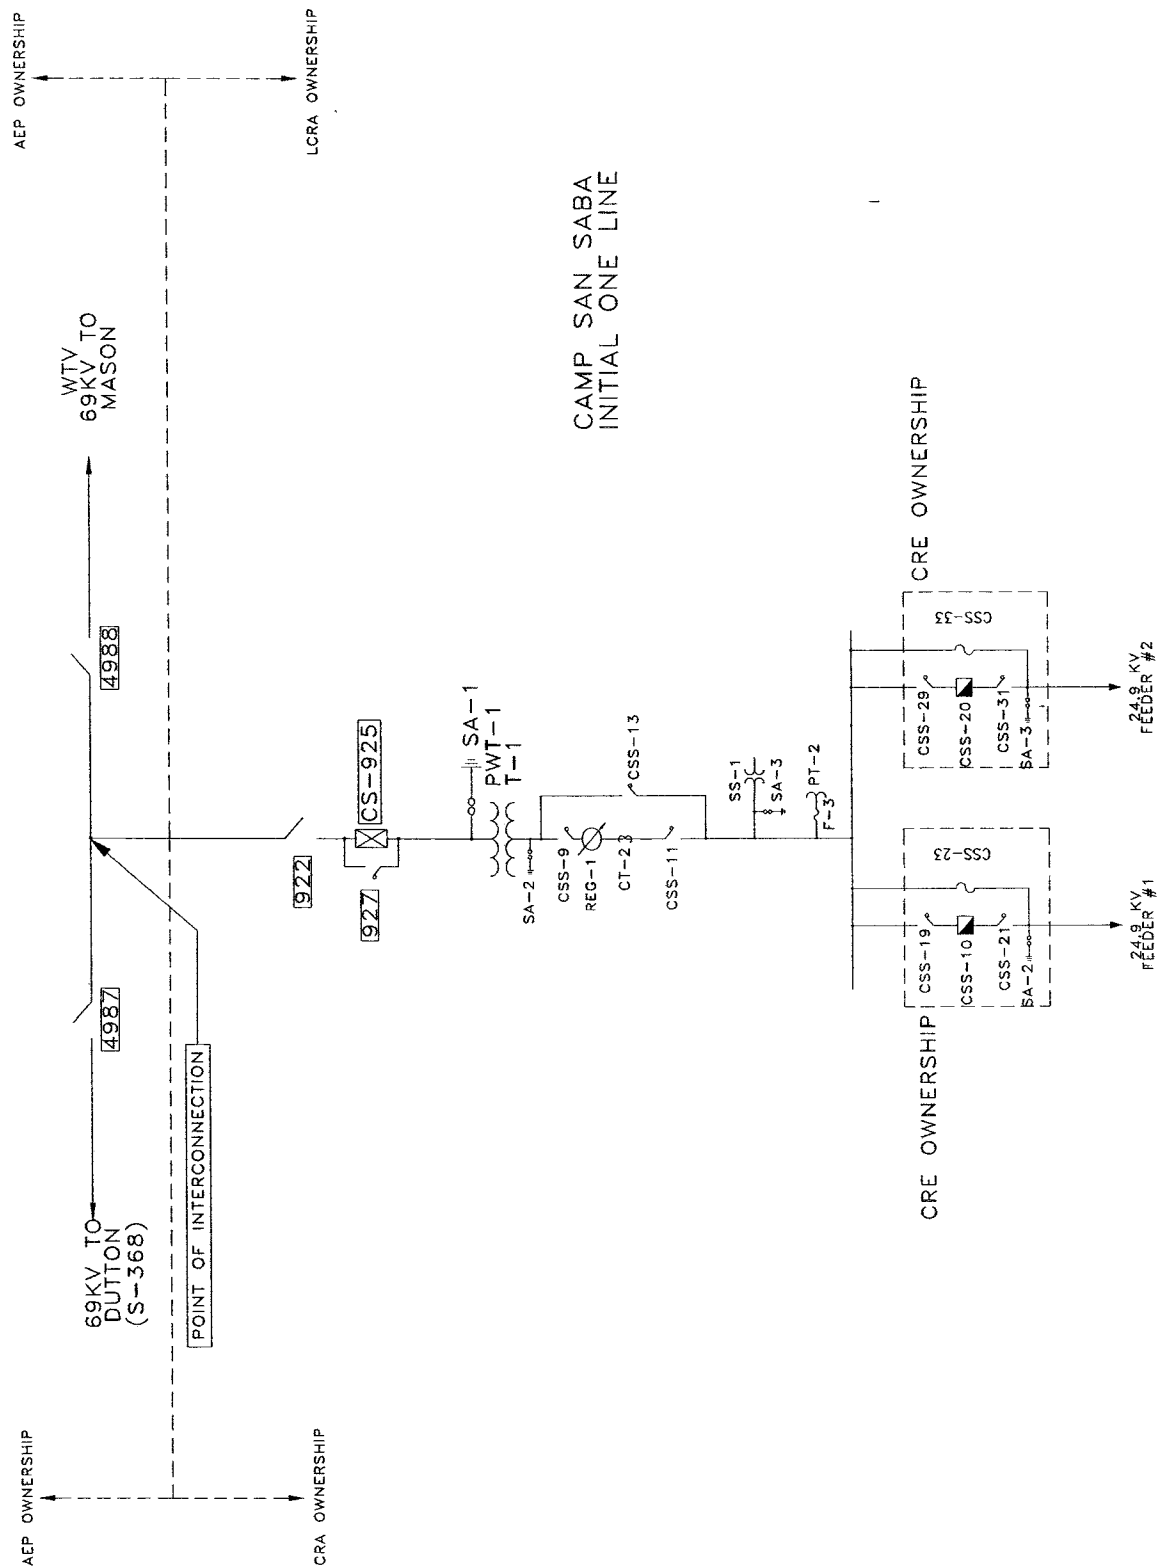 AEP OWNERSHIP
LCRA OWNERSHIP
WTV
69KV TO
MASON
4988
4987
69KV TO
DUTTON
(S-368)
POINT OF INTERCONNECTION
AEP OWNERSHIP
CRA OWNERSHIP
CAMP SAN SABA
INITIAL ONE LINE
922
CS-925
927
SA-1
PWT-1
T-1
SA-2
CSS-9
REG-1
CT-2
CSS-11
CSS-13
SS-1
SA-3
PT-2
F-3
CRE OWNERSHIP
CSS-33
CSS-29
CSS-20
CSS-31
SA-3
24.9 KV
FEEDER #2
CRE OWNERSHIP
CSS-23
CSS-19
CSS-10
CSS-21
SA-2
24.9 KV
FEEDER #1